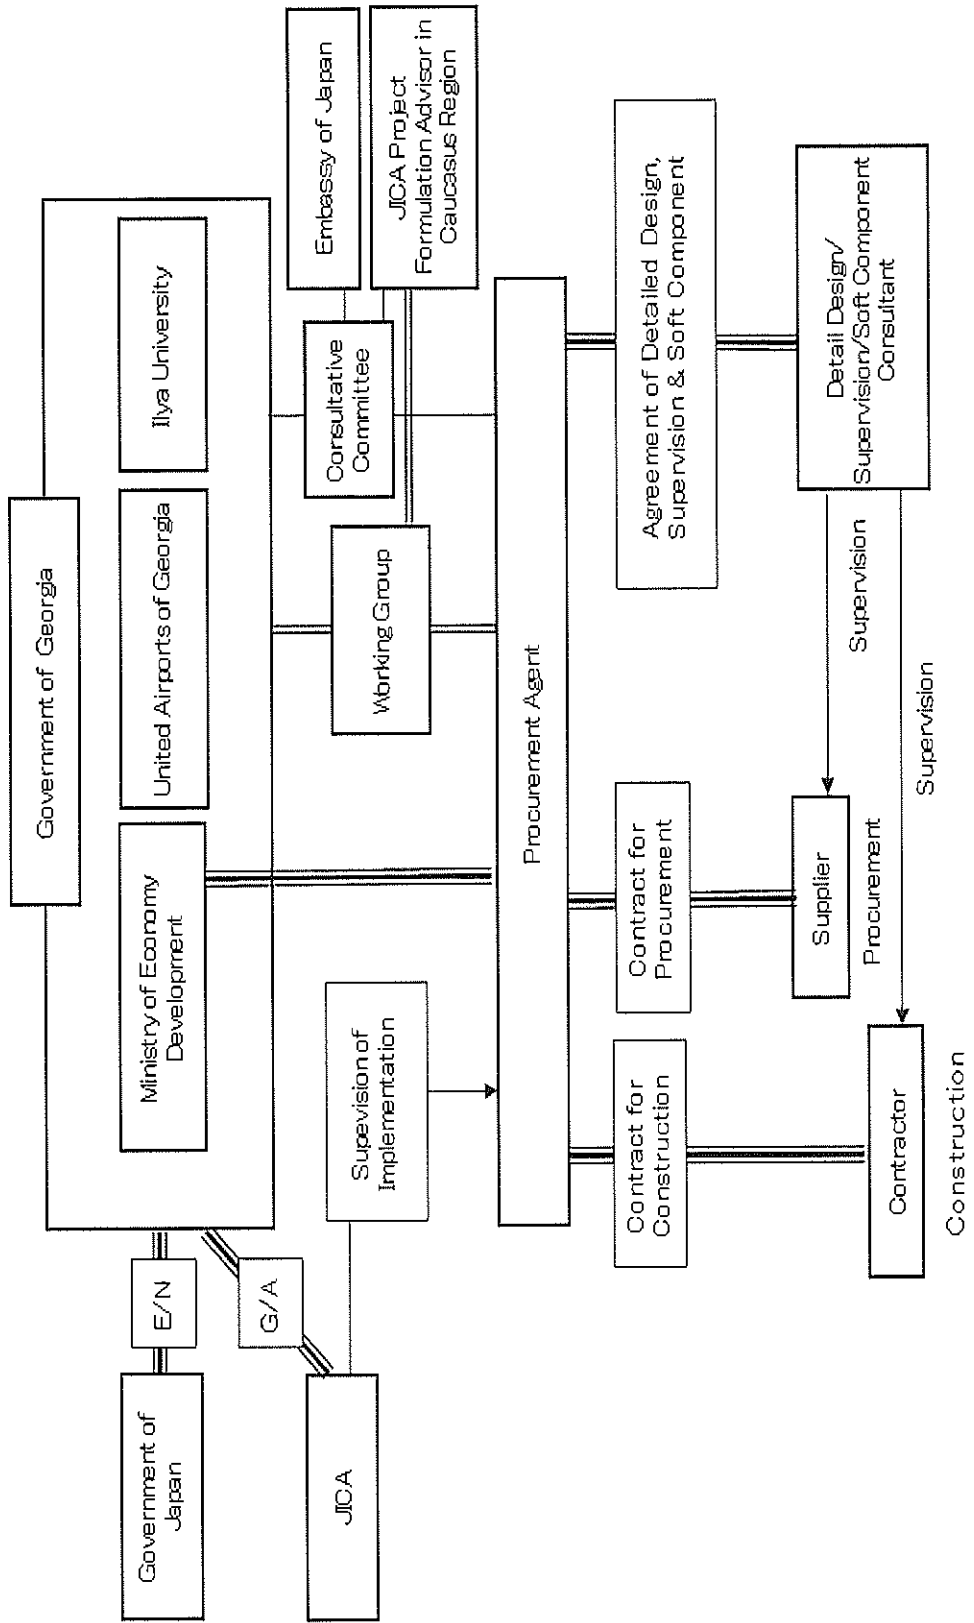 Government of Georgia
Ministry of Economy
Development
United Airports of Georgia
Ilya University
Government of
Japan
E/N
G/A
JICA
Supevision of
Implementation
Working Group
Consultative
Committee
Embassy of Japan
JICA Project
Formulation Advisor in
Caucasus Region
Procurement Agent
Contract for
Construction
Contract for
Procurement
Agreement of Detailed Design,
Supervision & Soft Component
Contractor
Construction
Supplier
Procurement
Supervision
Supervision
Detail Design/
Supervision/Soft Component
Consultant